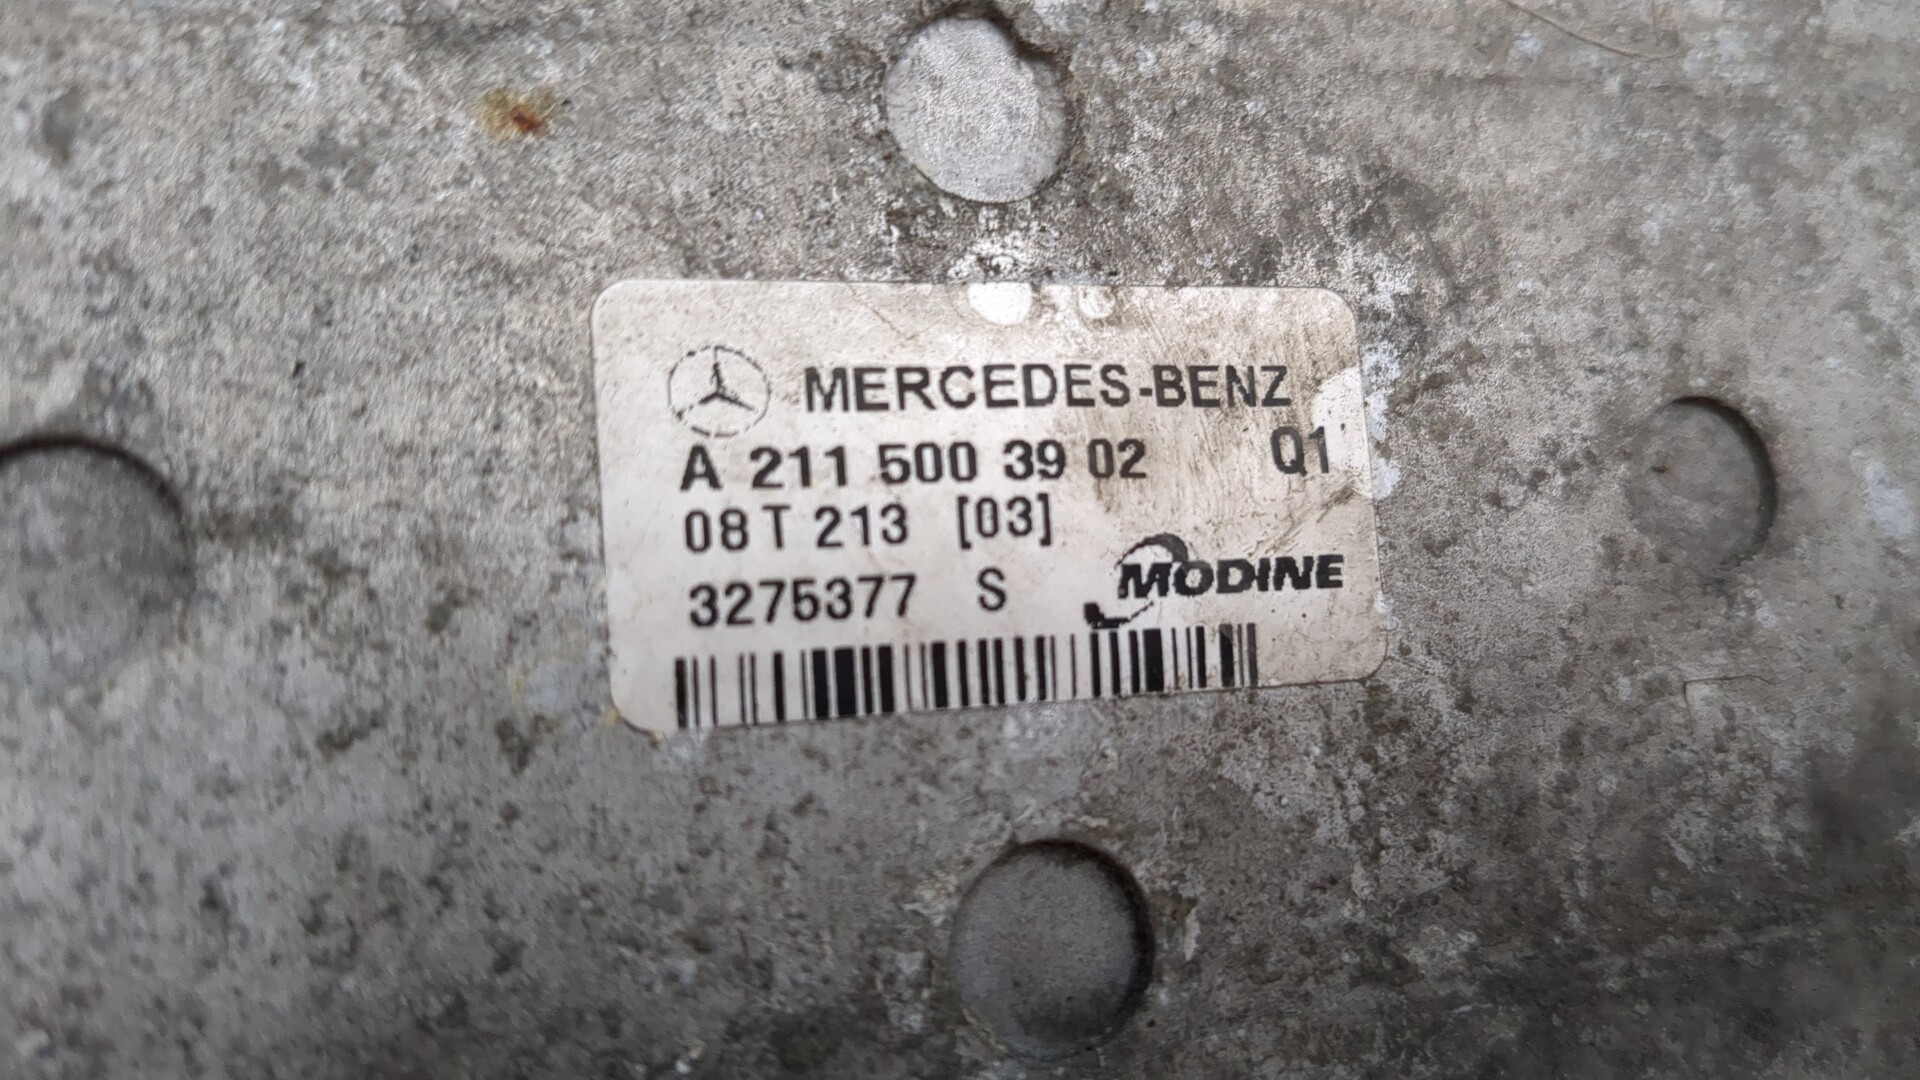 MERCEDES-BENZ
A 211 500 39 02 Q1
08 T 213 [03]
3275377 S MODINE